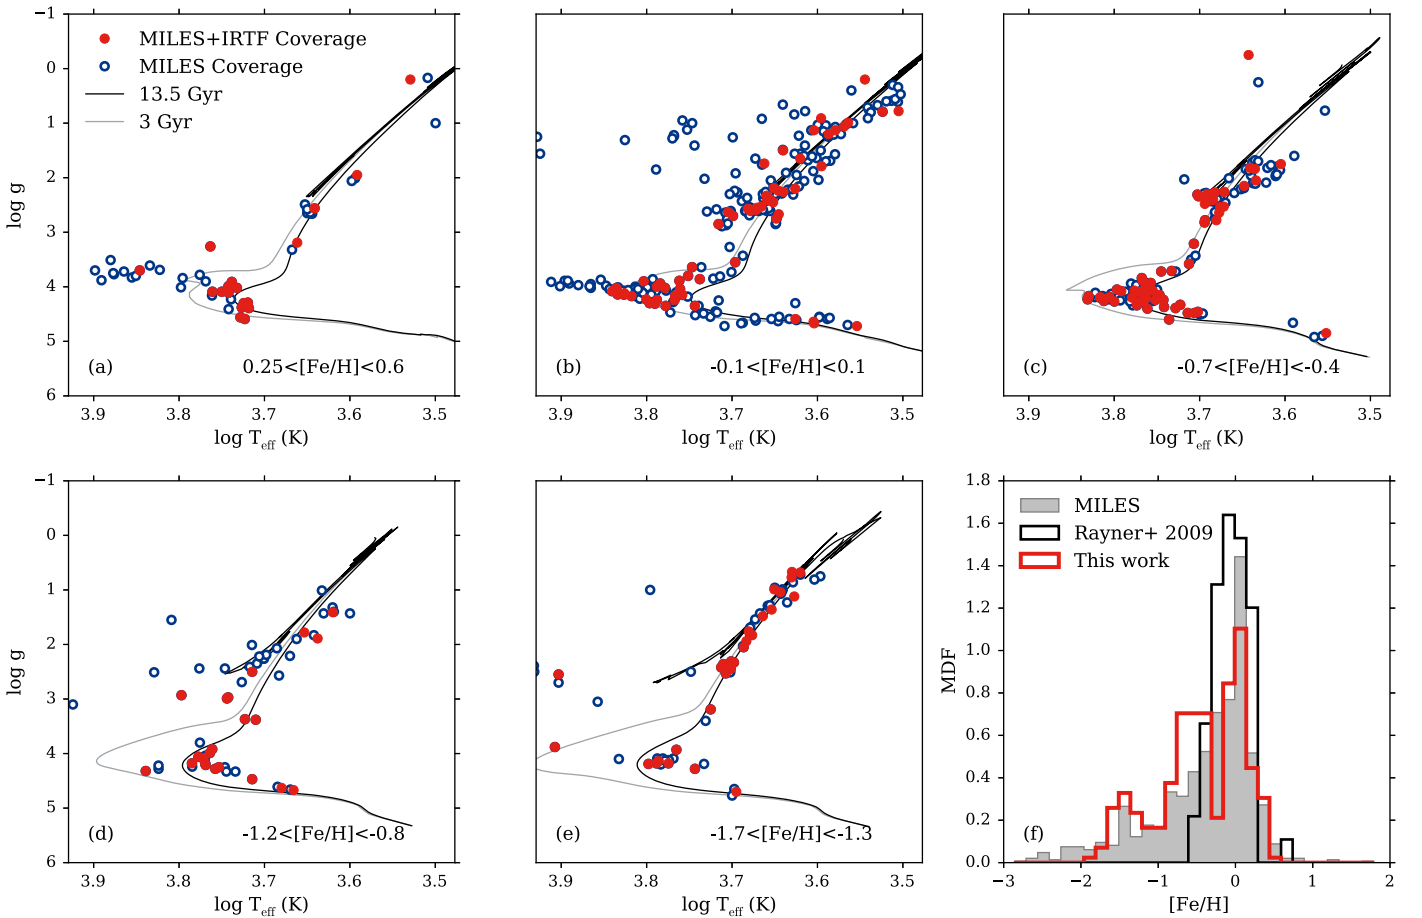 −1
0
1
2
3
4
5
6
log g
MILES+IRTF Coverage
MILES Coverage
13.5 Gyr
3 Gyr
(a)
0.25<[Fe/H]<0.6
3.9
3.8
3.7
3.6
3.5
log Teff (K)
(b)
-0.1<[Fe/H]<0.1
3.9
3.8
3.7
3.6
3.5
log Teff (K)
(c)
-0.7<[Fe/H]<-0.4
3.9
3.8
3.7
3.6
3.5
log Teff (K)
−1
0
1
2
3
4
5
6
log g
(d)
-1.2<[Fe/H]<-0.8
3.9
3.8
3.7
3.6
3.5
log Teff (K)
(e)
-1.7<[Fe/H]<-1.3
3.9
3.8
3.7
3.6
3.5
log Teff (K)
1.8
1.6
1.4
1.2
1.0
0.8
0.6
0.4
0.2
0.0
MDF
MILES
Rayner+ 2009
This work
(f)
−3
−2
−1
0
1
2
[Fe/H]